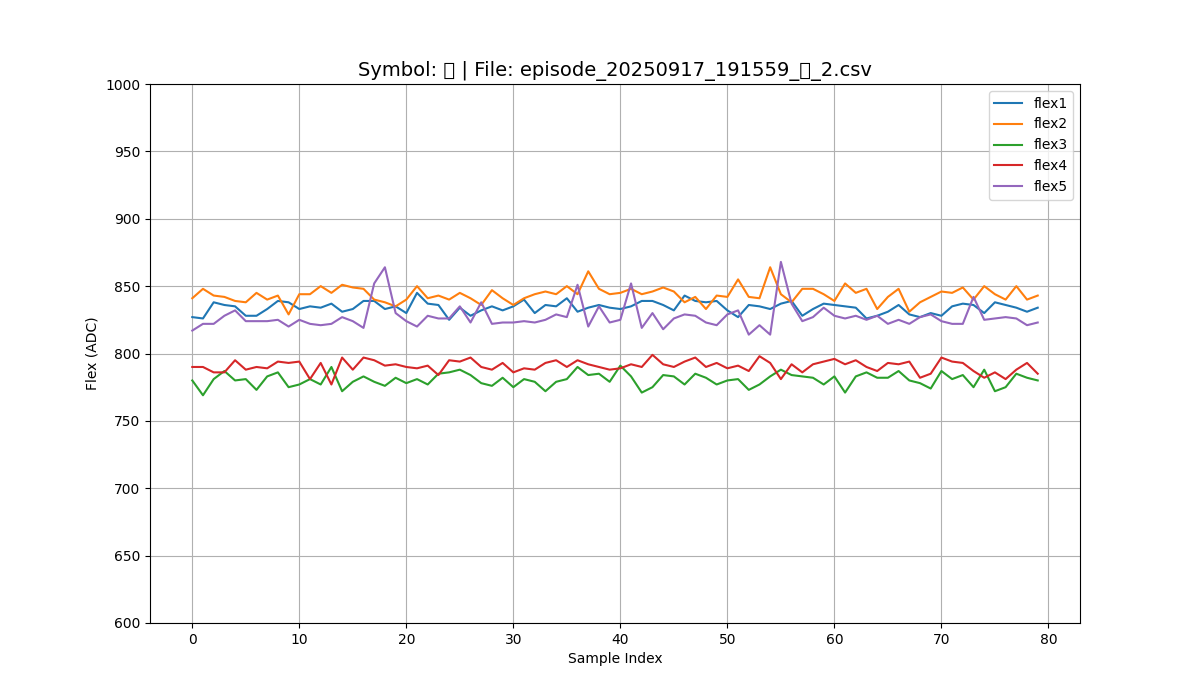 Symbol: ▯ | File: episode_20250917_191559_▯_2.csv
1000
950
900
850
800
750
700
650
600
Flex (ADC)
flex1
flex2
flex3
flex4
flex5
0 10 20 30 40 50 60 70 80
Sample Index